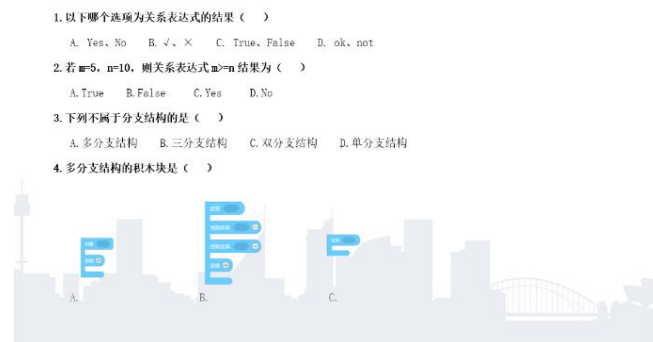 1.以下哪个选项为关系表达式的结果（ ）
A. Yes、No B.√、× C. True、False D. ok、not
2.若 m=5，n=10，则关系表达式 m>=n 结果为（ ）
A.True B.False C.Yes D.No
3.下列不属于分支结构的是（ ）
A.多分支结构 B.三分支结构 C.双分支结构 D.单分支结构
4.多分支结构的积木块是（ ）
A. B. C.